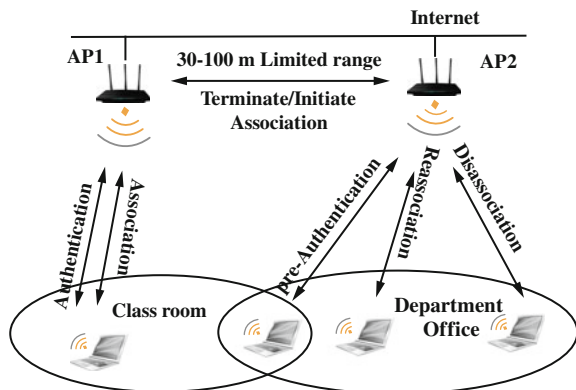 Internet
AP1
30-100 m Limited range
AP2
Terminate/Initiate
Association
Authentication
Association
pre-Authentication
Reassociation
Disassociation
Class room
Department
Office